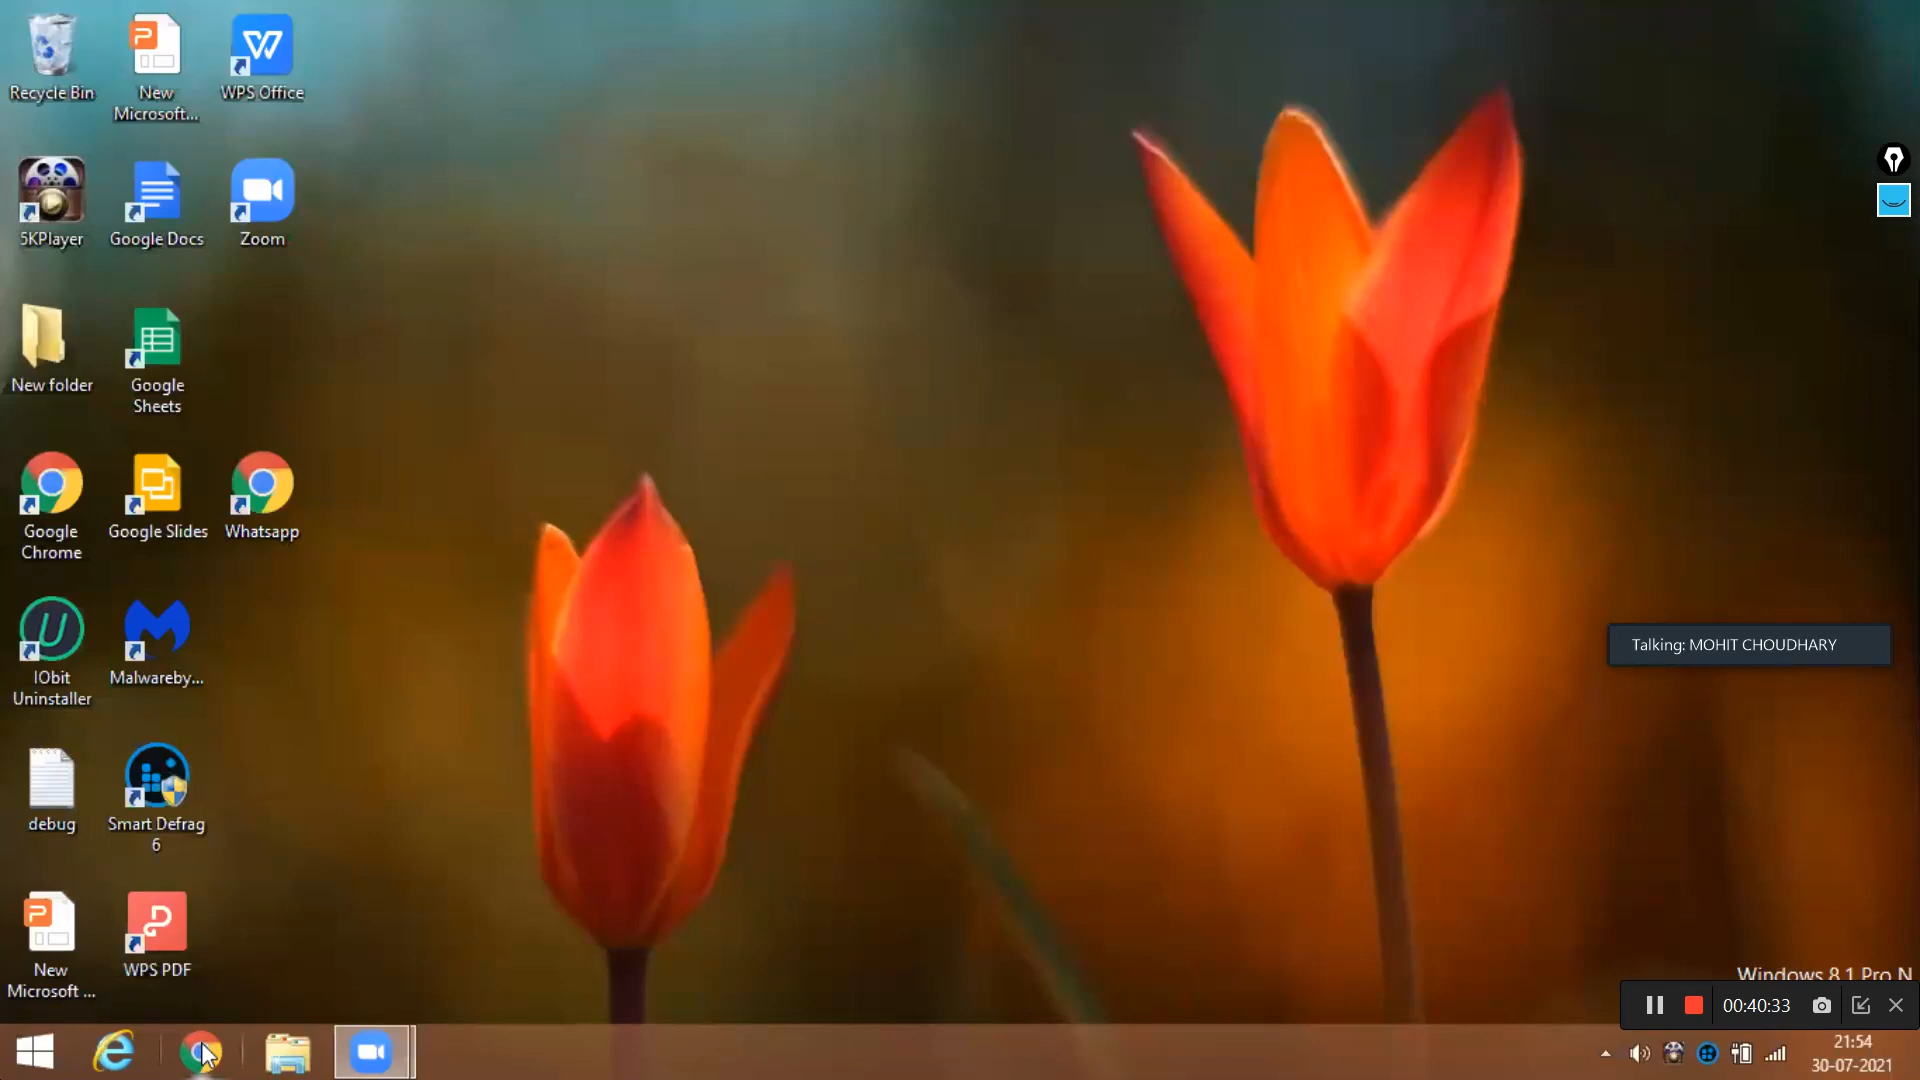 Recycle Bin
New
Microsoft...
WPS Office
5KPlayer
Google Docs
Zoom
New folder
Google
Sheets
Google
Chrome
Google Slides
Whatsapp
IObit
Uninstaller
Malwareby...
debug
Smart Defrag
6
New
Microsoft ...
WPS PDF
Talking: MOHIT CHOUDHARY
Windows 8.1 Pro N
00:40:33
21:54
30-07-2021